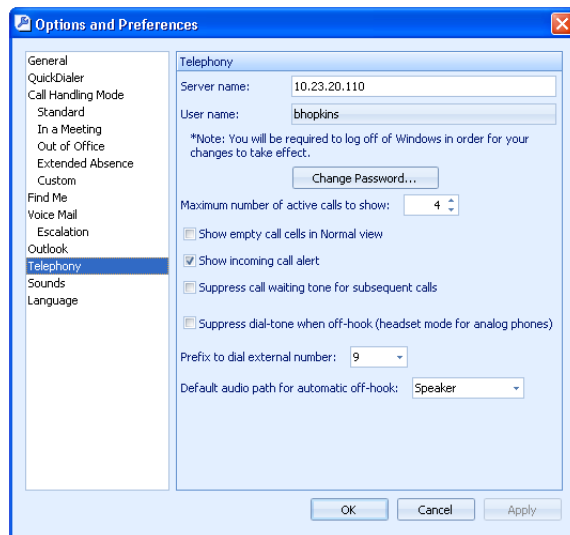 Options and Preferences
General
QuickDialer
Call Handling Mode
Standard
In a Meeting
Out of Office
Extended Absence
Custom
Find Me
Voice Mail
Escalation
Outlook
Telephony
Sounds
Language
Telephony
Server name: 10.23.20.110
User name: bhopkins
*Note: You will be required to log off of Windows in order for your
changes to take effect.
Change Password...
Maximum number of active calls to show: 4
Show empty call cells in Normal view
Show incoming call alert
Suppress call waiting tone for subsequent calls
Suppress dial-tone when off-hook (headset mode for analog phones)
Prefix to dial external number: 9
Default audio path for automatic off-hook: Speaker
OK Cancel Apply